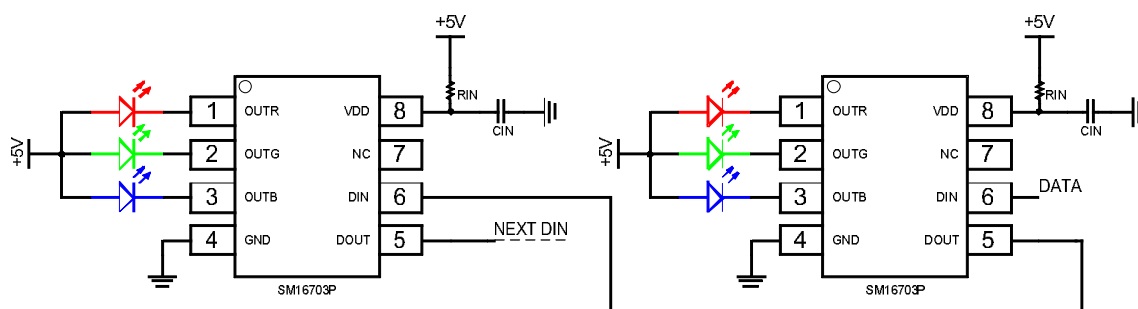 +5V
+5V
1 OUTR VDD 8
RIN
CIN
2 OUTG NC 7
3 OUTB DIN 6
4 GND DOUT 5
NEXT DIN
SM16703P
+5V
+5V
1 OUTR VDD 8
RIN
CIN
2 OUTG NC 7
3 OUTB DIN 6
DATA
4 GND DOUT 5
SM16703P